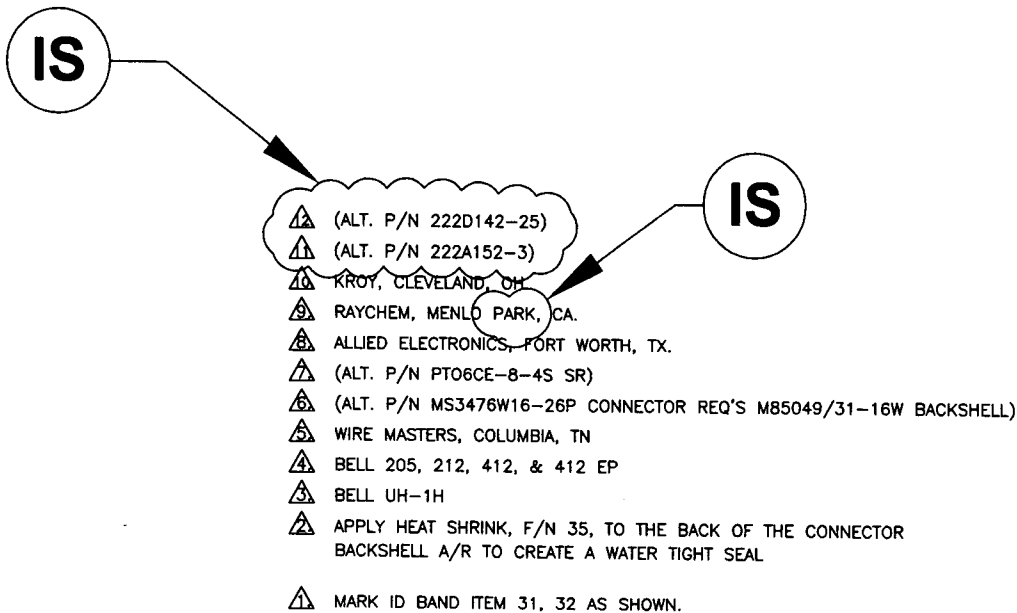 IS
IS
12. (ALT. P/N 222D142-25)
11. (ALT. P/N 222A152-3)
10. KROY, CLEVELAND, OH
9. RAYCHEM, MENLO PARK, CA.
8. ALLIED ELECTRONICS, FORT WORTH, TX.
7. (ALT. P/N PT06CE-8-4S SR)
6. (ALT. P/N MS3476W16-26P CONNECTOR REQ'S M85049/31-16W BACKSHELL)
5. WIRE MASTERS, COLUMBIA, TN
4. BELL 205, 212, 412, & 412 EP
3. BELL UH-1H
2. APPLY HEAT SHRINK, F/N 35, TO THE BACK OF THE CONNECTOR
BACKSHELL A/R TO CREATE A WATER TIGHT SEAL
1. MARK ID BAND ITEM 31, 32 AS SHOWN.